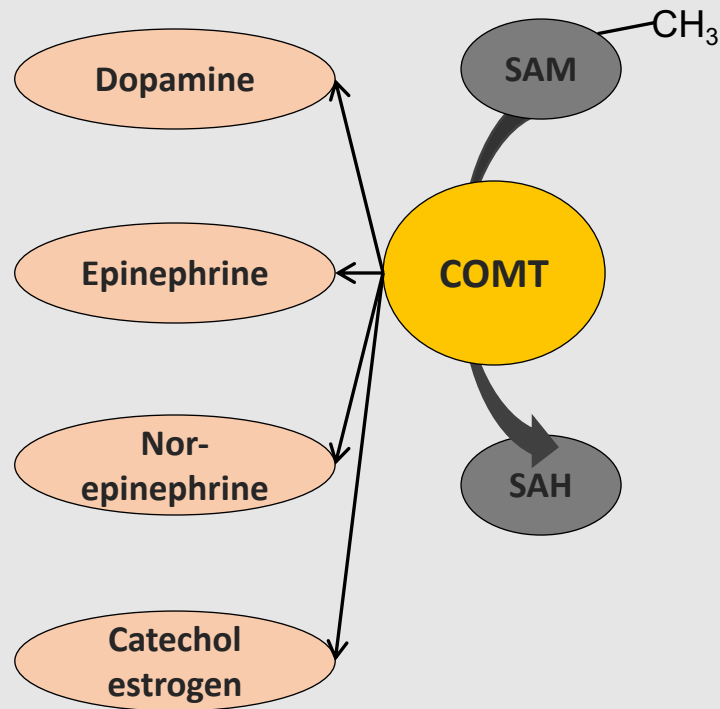 Dopamine
Epinephrine
Nor-
epinephrine
Catechol
estrogen
CH₃
SAM
COMT
SAH